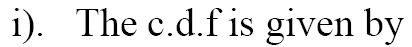 i). The c.d.f is given by